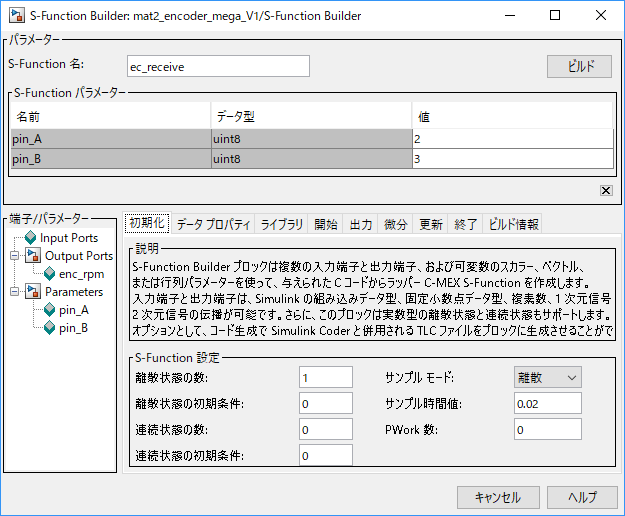 S-Function Builder: mat2_encoder_mega_V1/S-Function Builder
パラメーター
S-Function 名:
ec_receive
ビルド
S-Function パラメーター
名前 データ型 値
pin_A uint8 2
pin_B uint8 3
端子/パラメーター
Input Ports
Output Ports
enc_rpm
Parameters
pin_A
pin_B
初期化 データ プロパティ ライブラリ 開始 出力 微分 更新 終了 ビルド情報
説明
S-Function Builder ブロックは複数の入力端子と出力端子、および可変数のスカラー、ベクトル、
または行列パラメーターを使って、与えられた C コードからラッパー C-MEX S-Function を作成します。
入力端子と出力端子は、Simulink の組み込みデータ型、固定小数点データ型、複素数、1 次元信号
2 次元信号の伝播が可能です。さらに、このブロックは実数型の離散状態と連続状態もサポートします。
オプションとして、コード生成で Simulink Coder と併用される TLC ファイルをブロックに生成させることがで
S-Function 設定
離散状態の数: 1 サンプル モード: 離散
離散状態の初期条件: 0 サンプル時間値: 0.02
連続状態の数: 0 PWork 数: 0
連続状態の初期条件: 0
キャンセル ヘルプ